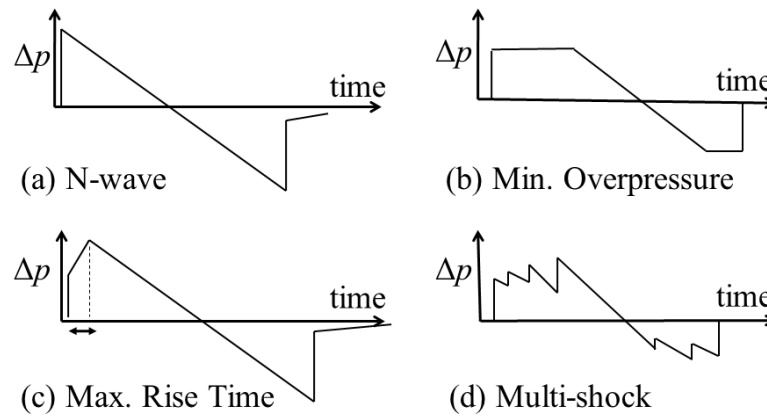 Δp
time
(a) N-wave
Δp
time
(b) Min. Overpressure
Δp
time
(c) Max. Rise Time
Δp
time
(d) Multi-shock